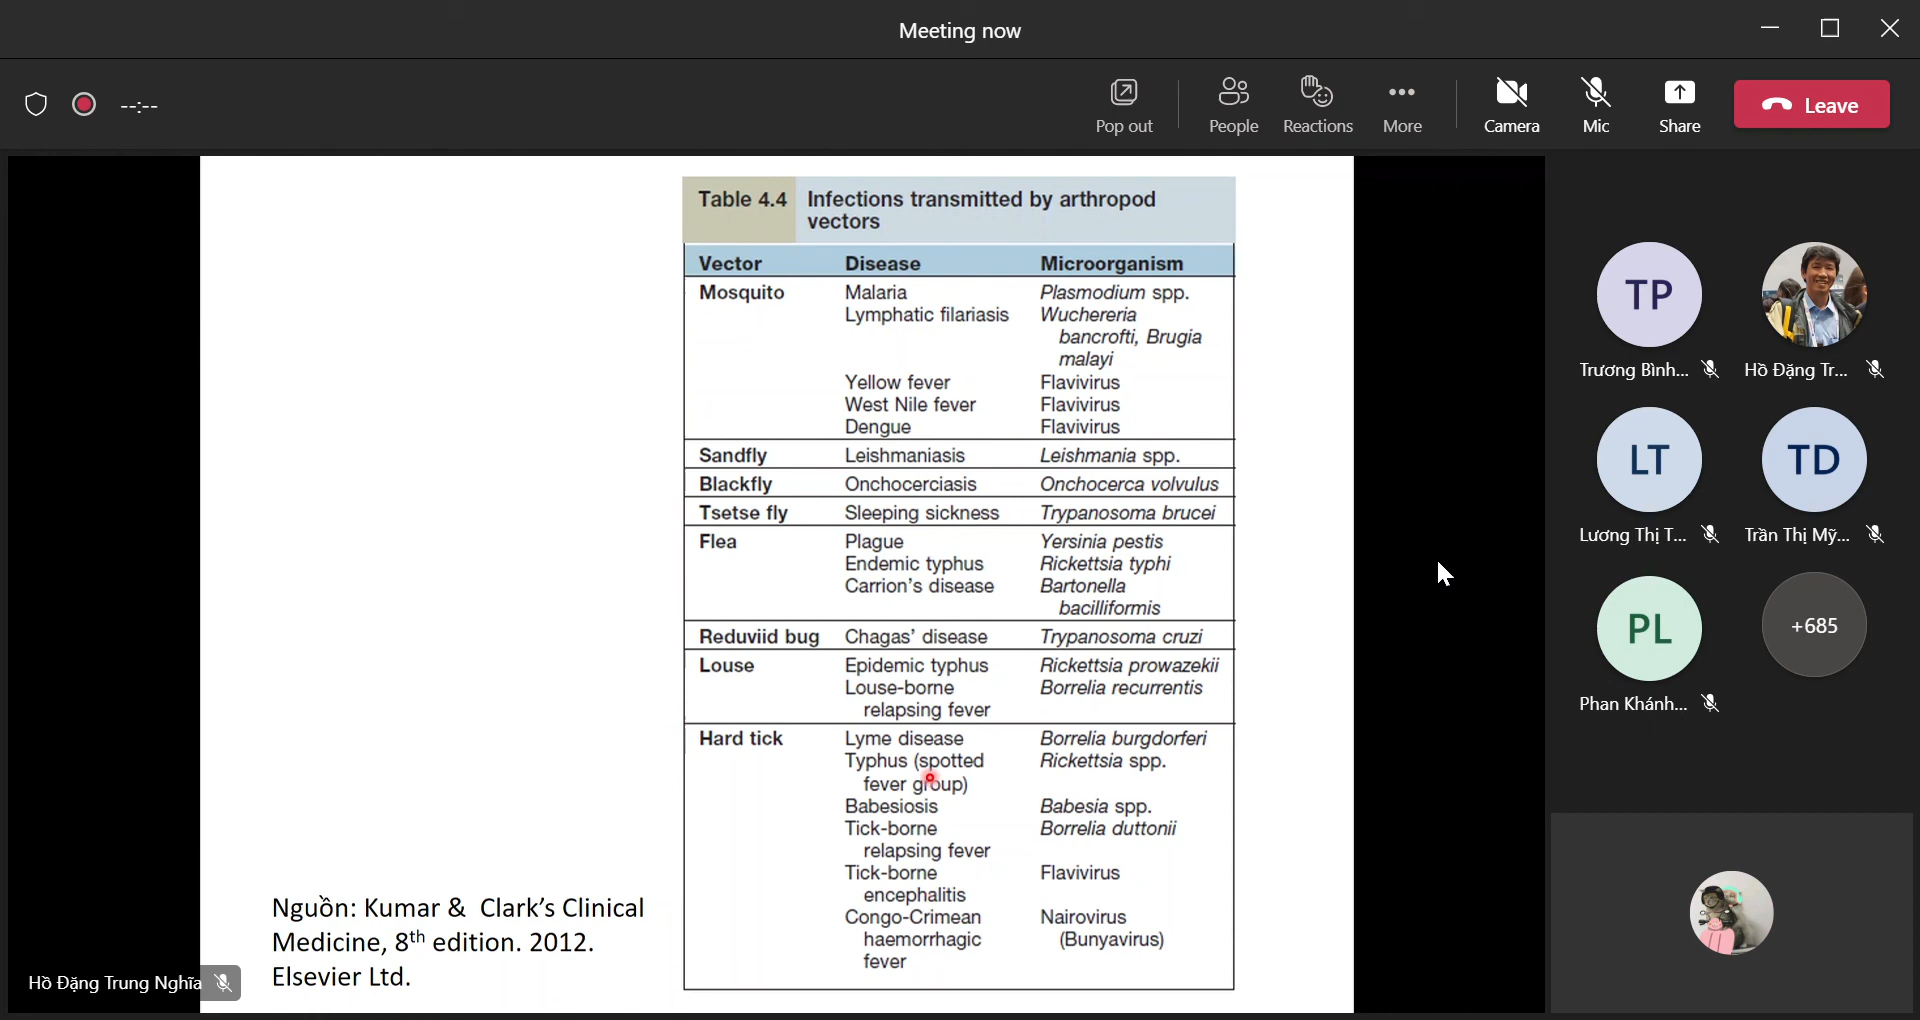 Meeting now
--:--
Pop out
People
Reactions
More
Camera
Mic
Share
Leave
Table 4.4 Infections transmitted by arthropod
vectors
Vector Disease Microorganism
Mosquito Malaria Plasmodium spp.
Lymphatic filariasis Wuchereria
bancrofti, Brugia
malayi
Yellow fever Flavivirus
West Nile fever Flavivirus
Dengue Flavivirus
Sandfly Leishmaniasis Leishmania spp.
Blackfly Onchocerciasis Onchocerca volvulus
Tsetse fly Sleeping sickness Trypanosoma brucei
Flea Plague Yersinia pestis
Endemic typhus Rickettsia typhi
Carrion's disease Bartonella
bacilliformis
Reduviid bug Chagas' disease Trypanosoma cruzi
Louse Epidemic typhus Rickettsia prowazekii
Louse-borne Borrelia recurrentis
relapsing fever
Hard tick Lyme disease Borrelia burgdorferi
Typhus (spotted Rickettsia spp.
fever group)
Babesiosis Babesia spp.
Tick-borne Borrelia duttonii
relapsing fever
Tick-borne Flavivirus
encephalitis
Congo-Crimean Nairovirus
haemorrhagic (Bunyavirus)
fever
Nguồn: Kumar & Clark's Clinical
Medicine, 8th edition. 2012.
Elsevier Ltd.
Hồ Đặng Trung Nghĩa
TP
Trương Bình...
Hồ Đặng Tr...
LT
Lương Thị T...
TD
Trần Thị Mỹ...
PL
Phan Khánh...
+685